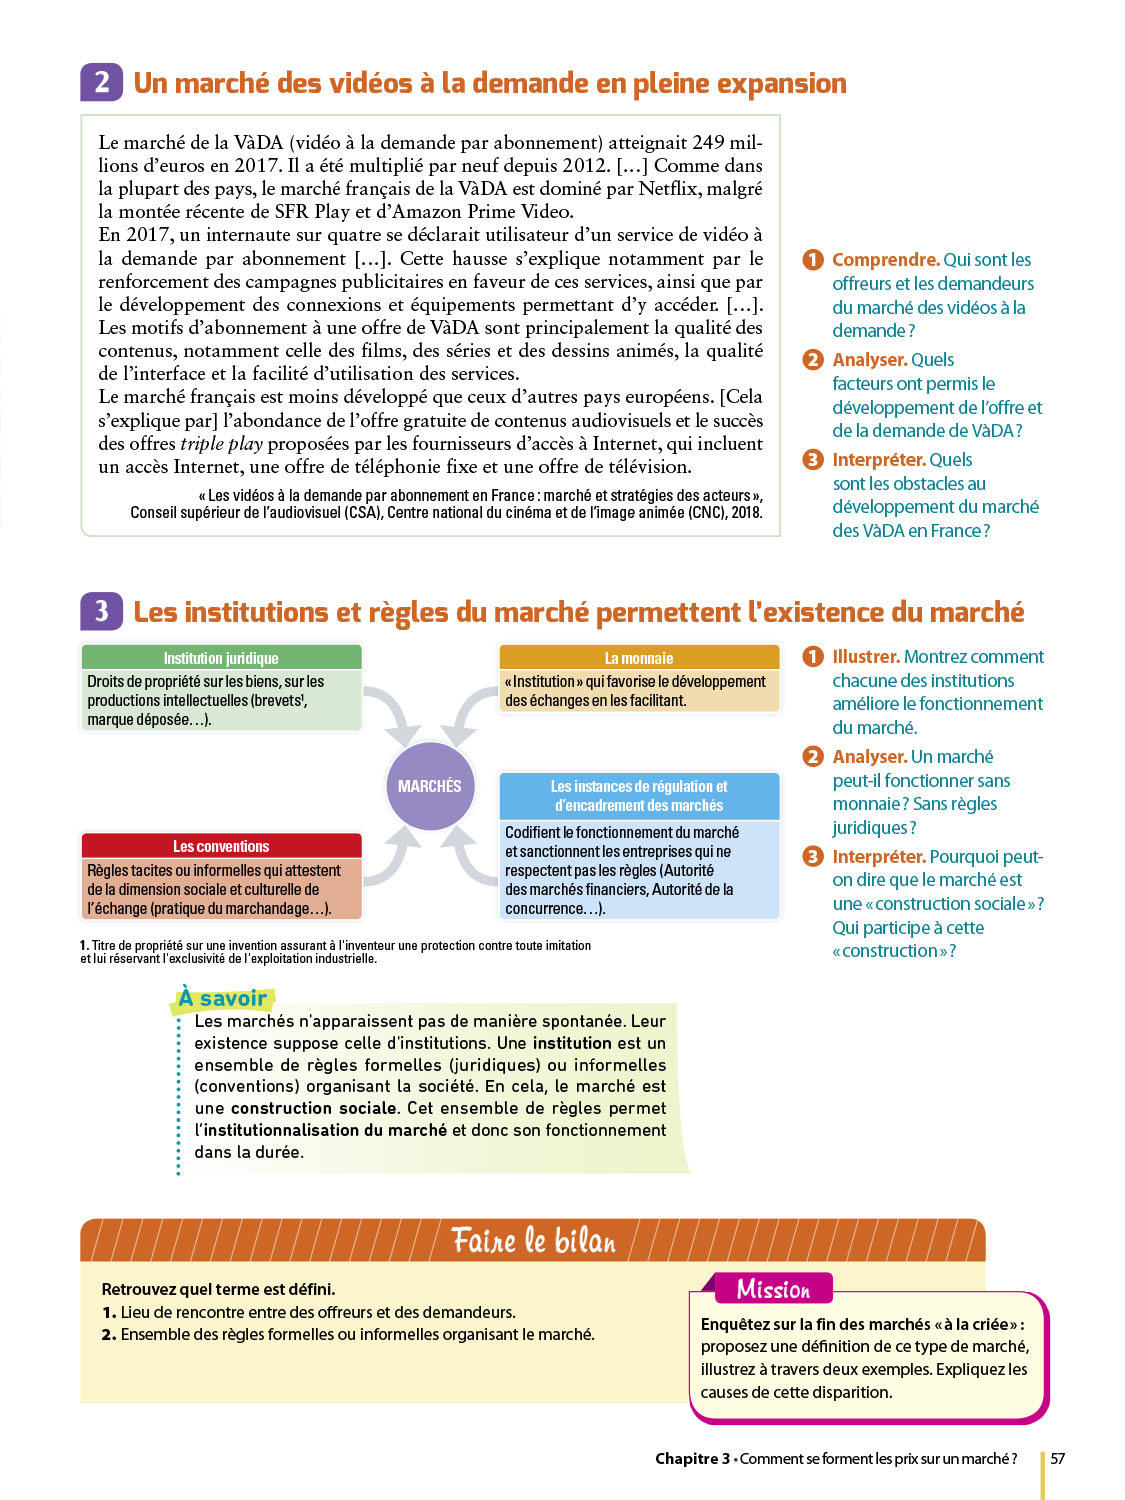 2 Un marché des vidéos à la demande en pleine expansion
Le marché de la VàDA (vidéo à la demande par abonnement) atteignait 249 mil-
lions d’euros en 2017. Il a été multiplié par neuf depuis 2012. […] Comme dans
la plupart des pays, le marché français de la VàDA est dominé par Netflix, malgré
la montée récente de SFR Play et d’Amazon Prime Video.
En 2017, un internaute sur quatre se déclarait utilisateur d’un service de vidéo à
la demande par abonnement […]. Cette hausse s’explique notamment par le
renforcement des campagnes publicitaires en faveur de ces services, ainsi que par
le développement des connexions et équipements permettant d’y accéder. […].
Les motifs d’abonnement à une offre de VàDA sont principalement la qualité des
contenus, notamment celle des films, des séries et des dessins animés, la qualité
de l’interface et la facilité d’utilisation des services.
Le marché français est moins développé que ceux d’autres pays européens. [Cela
s’explique par] l’abondance de l’offre gratuite de contenus audiovisuels et le succès
des offres triple play proposées par les fournisseurs d’accès à Internet, qui incluent
un accès Internet, une offre de téléphonie fixe et une offre de télévision.
« Les vidéos à la demande par abonnement en France : marché et stratégies des acteurs »,
Conseil supérieur de l’audiovisuel (CSA), Centre national du cinéma et de l’image animée (CNC), 2018.
1 Comprendre. Qui sont les
offreurs et les demandeurs
du marché des vidéos à la
demande ?
2 Analyser. Quels
facteurs ont permis le
développement de l’offre et
de la demande de VàDA ?
3 Interpréter. Quels
sont les obstacles au
développement du marché
des VàDA en France ?
3 Les institutions et règles du marché permettent l’existence du marché
Institution juridique
Droits de propriété sur les biens, sur les
productions intellectuelles (brevets1,
marque déposée…).
La monnaie
« Institution » qui favorise le développement
des échanges en les facilitant.
MARCHÉS
Les instances de régulation et
d’encadrement des marchés
Codifient le fonctionnement du marché
et sanctionnent les entreprises qui ne
respectent pas les règles (Autorité
des marchés financiers, Autorité de la
concurrence…).
Les conventions
Règles tacites ou informelles qui attestent
de la dimension sociale et culturelle de
l’échange (pratique du marchandage…).
1. Titre de propriété sur une invention assurant à l'inventeur une protection contre toute imitation
et lui réservant l'exclusivité de l'exploitation industrielle.
1 Illustrer. Montrez comment
chacune des institutions
améliore le fonctionnement
du marché.
2 Analyser. Un marché
peut-il fonctionner sans
monnaie ? Sans règles
juridiques ?
3 Interpréter. Pourquoi peut-
on dire que le marché est
une « construction sociale » ?
Qui participe à cette
« construction » ?
À savoir
Les marchés n'apparaissent pas de manière spontanée. Leur
existence suppose celle d'institutions. Une institution est un
ensemble de règles formelles (juridiques) ou informelles
(conventions) organisant la société. En cela, le marché est
une construction sociale. Cet ensemble de règles permet
l’institutionnalisation du marché et donc son fonctionnement
dans la durée.
Faire le bilan
Retrouvez quel terme est défini.
1. Lieu de rencontre entre des offreurs et des demandeurs.
2. Ensemble des règles formelles ou informelles organisant le marché.
Mission
Enquêtez sur la fin des marchés « à la criée » :
proposez une définition de ce type de marché,
illustrez à travers deux exemples. Expliquez les
causes de cette disparition.
Chapitre 3 • Comment se forment les prix sur un marché ? 57